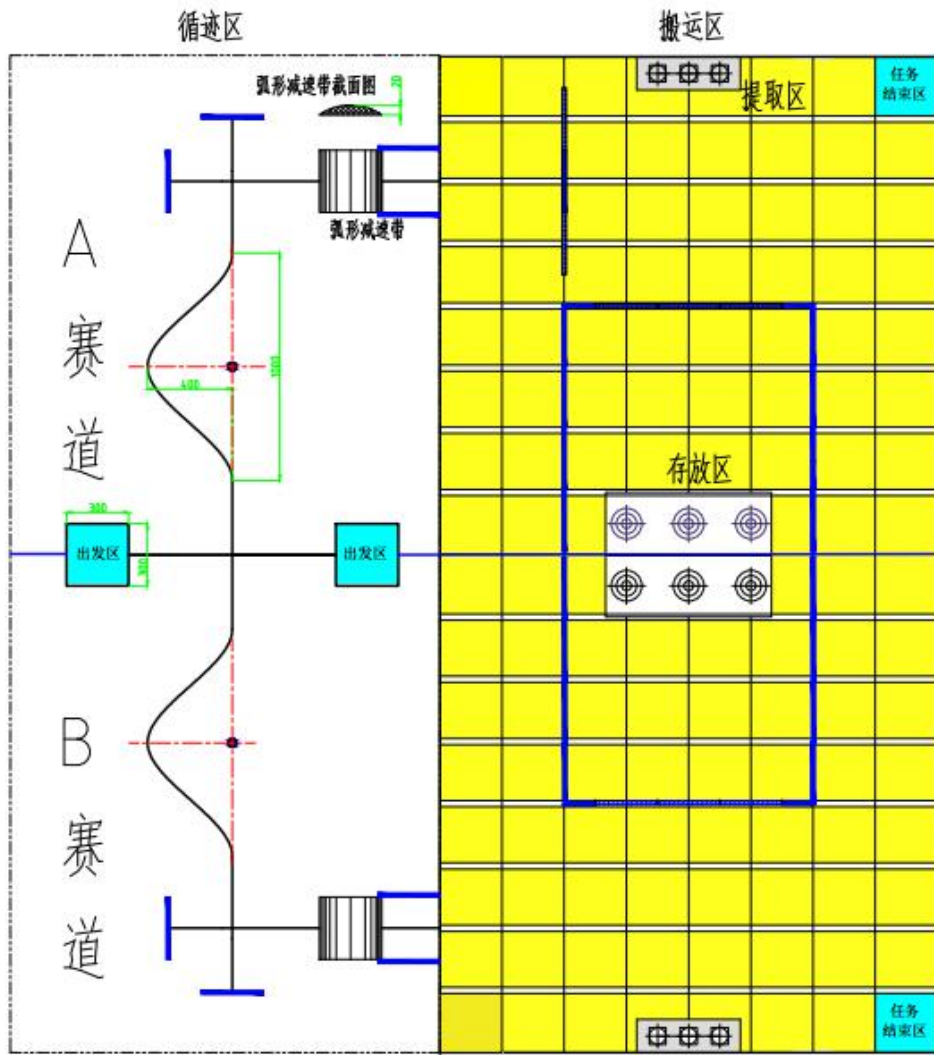 循迹区
搬运区
弧形减速带截面图
20
提取区
任务
结束区
弧形减速带
A
赛
道
400
1000
存放区
300
出发区
300
出发区
B
赛
道
任务
结束区